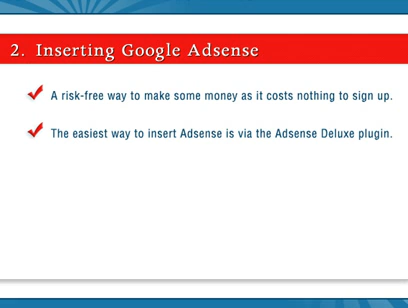 2. Inserting Google Adsense
A risk-free way to make some money as it costs nothing to sign up.
The easiest way to insert Adsense is via the Adsense Deluxe plugin.